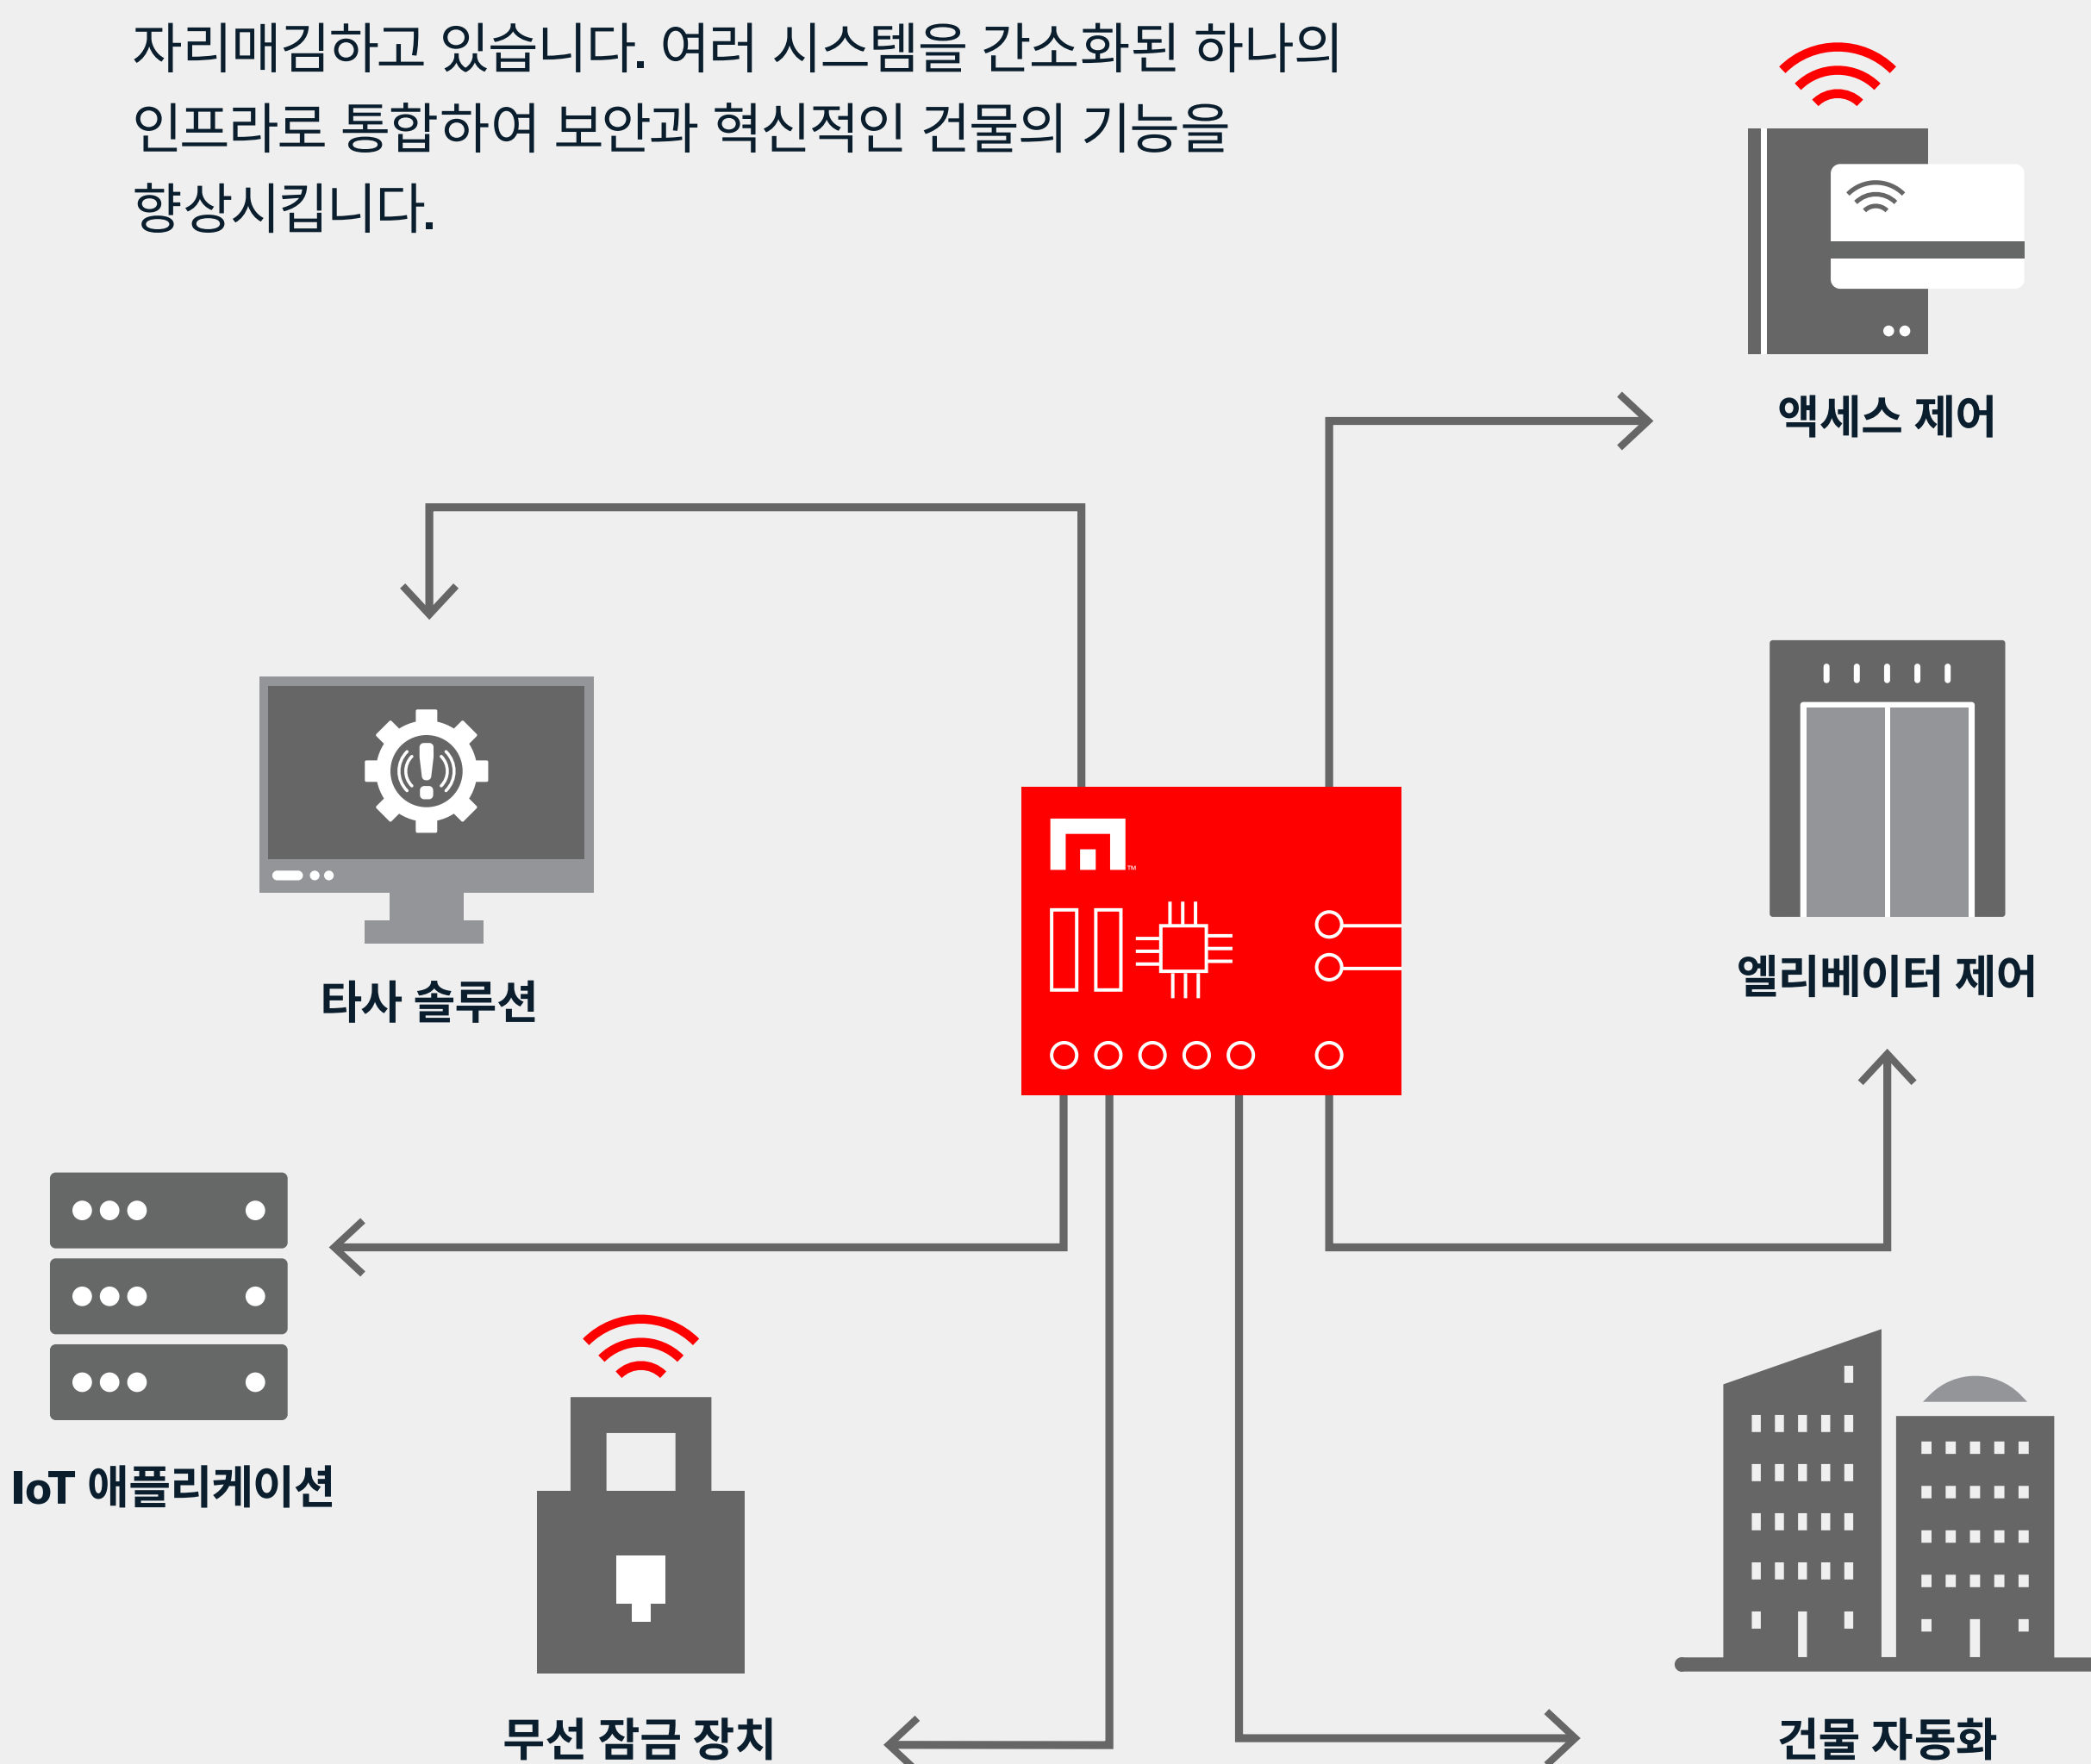 자리매김하고 있습니다. 여러 시스템을 간소화된 하나의
인프라로 통합하여 보안과 혁신적인 건물의 기능을
향상시킵니다.
액세스 제어
타사 솔루션
엘리베이터 제어
TM
IoT 애플리케이션
무선 잠금 장치
건물 자동화